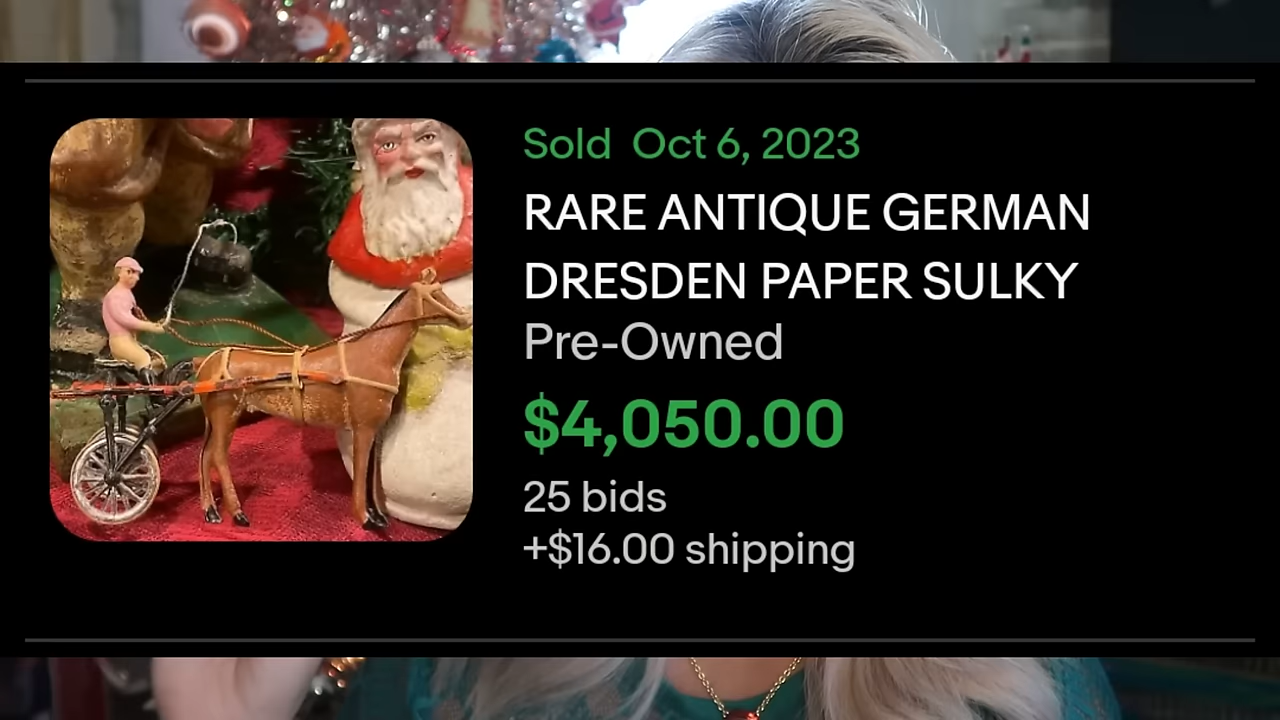 Sold Oct 6, 2023
RARE ANTIQUE GERMAN
DRESDEN PAPER SULKY
Pre-Owned
$4,050.00
25 bids
+$16.00 shipping